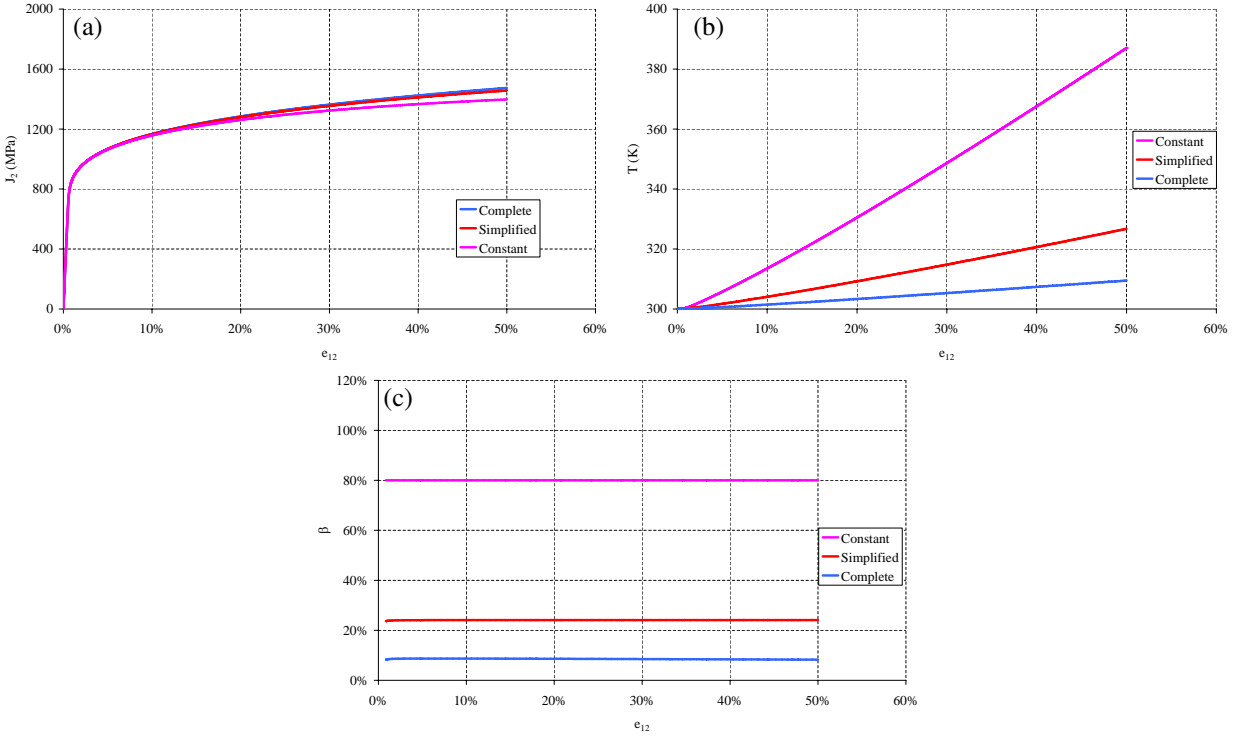 (a)
2000
1600
1200
800
400
0
J2 (MPa)
0% 10% 20% 30% 40% 50% 60%
e12
Complete
Simplified
Constant
(b)
400
380
360
340
320
300
T (K)
0% 10% 20% 30% 40% 50% 60%
e12
Constant
Simplified
Complete
(c)
120%
100%
80%
60%
40%
20%
0%
β
0% 10% 20% 30% 40% 50% 60%
e12
Constant
Simplified
Complete